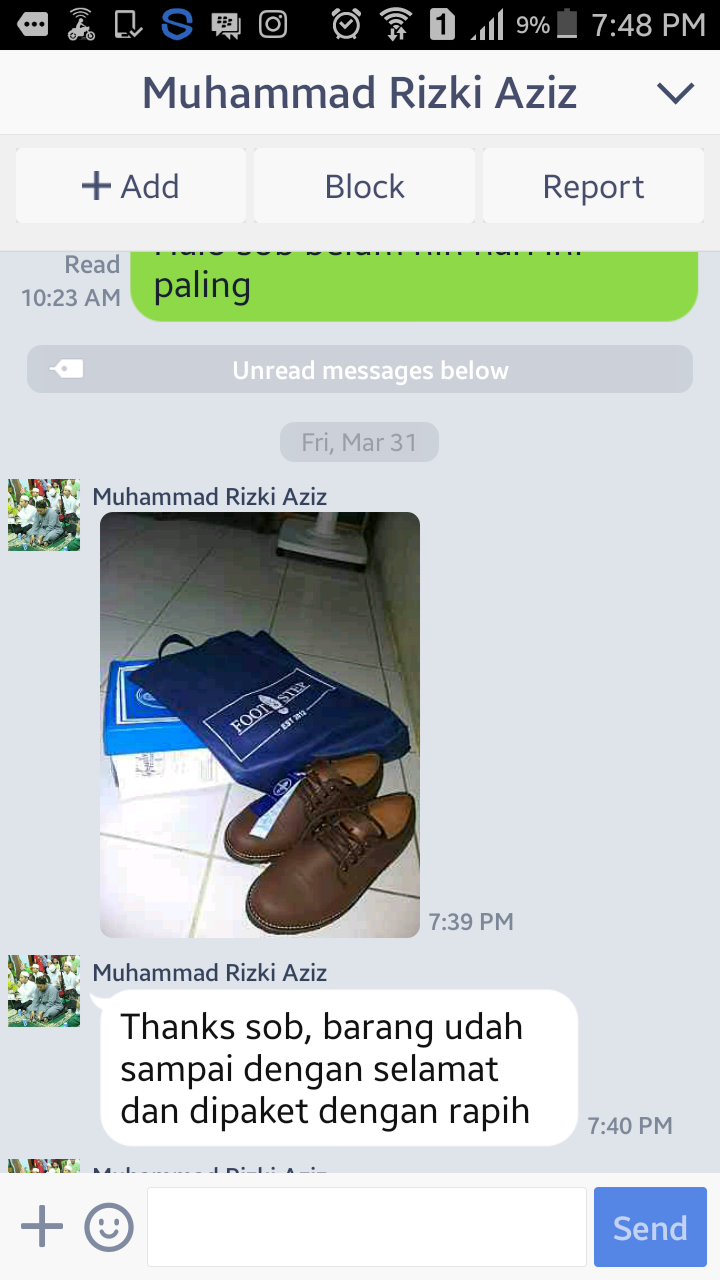 1 9% 7:48 PM
Muhammad Rizki Aziz
+ Add Block Report
Read
10:23 AM
paling
Unread messages below
Fri, Mar 31
Muhammad Rizki Aziz
FOOT STEP
EST 2012
7:39 PM
Muhammad Rizki Aziz
Thanks sob, barang udah
sampai dengan selamat
dan dipaket dengan rapih
7:40 PM
Muhammad Rizki Aziz
Send